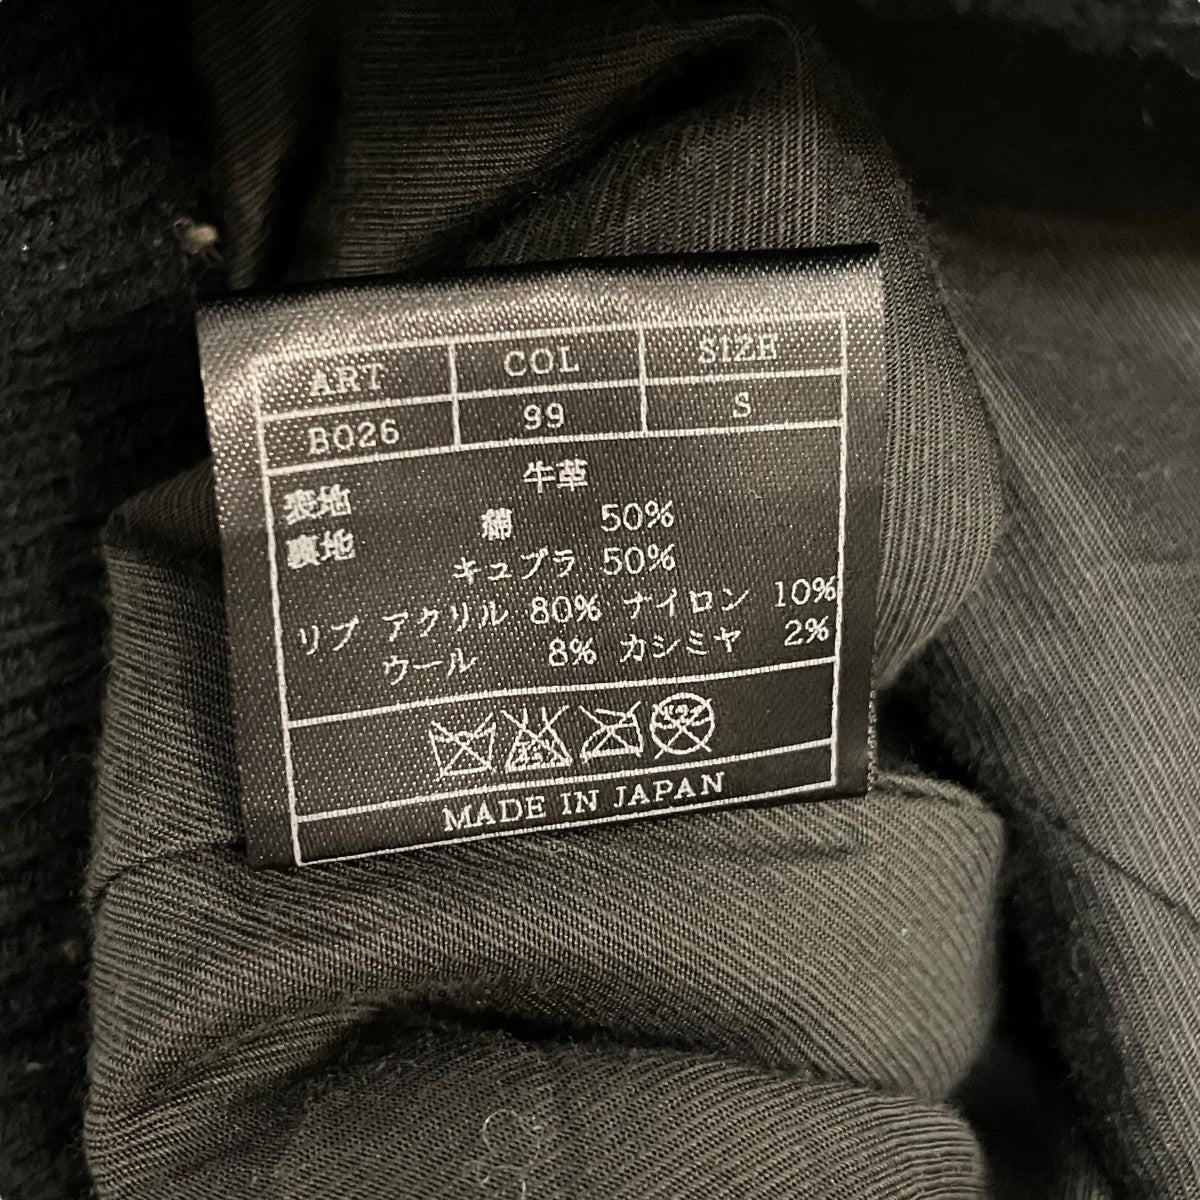 ART COL SIZE
B026 99 S
表地 牛革
裏地 綿 50%
キュプラ 50%
リブ アクリル 80% ナイロン 10%
ウール 8% カシミヤ 2%
MADE IN JAPAN